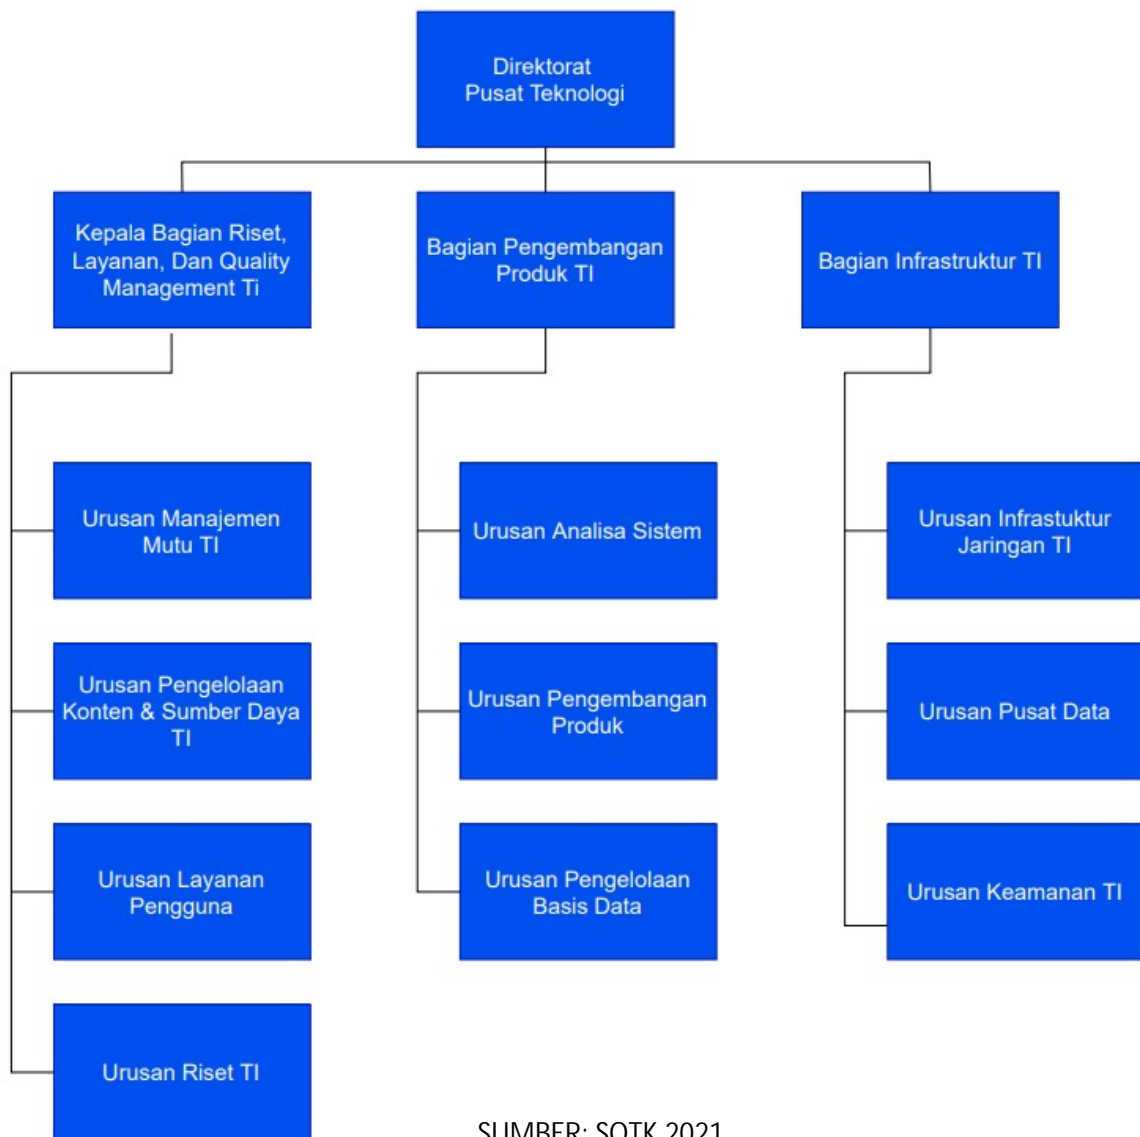 Direktorat
Pusat Teknologi
Kepala Bagian Riset,
Layanan, Dan Quality
Management Ti
Bagian Pengembangan
Produk TI
Bagian Infrastruktur TI
Urusan Manajemen
Mutu TI
Urusan Analisa Sistem
Urusan Infrastuktur
Jaringan TI
Urusan Pengelolaan
Konten & Sumber Daya
TI
Urusan Pengembangan
Produk
Urusan Pusat Data
Urusan Layanan
Pengguna
Urusan Pengelolaan
Basis Data
Urusan Keamanan TI
Urusan Riset TI
SUMBER: SOTK 2021